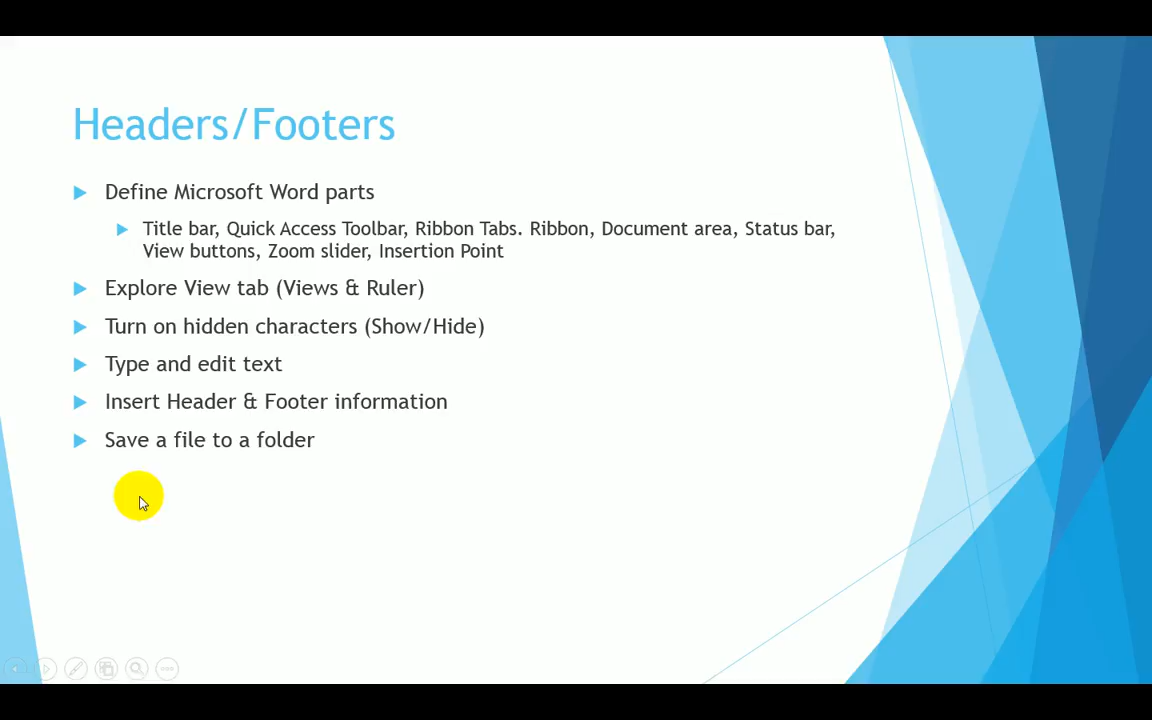 Headers/Footers
Define Microsoft Word parts
Title bar, Quick Access Toolbar, Ribbon Tabs. Ribbon, Document area, Status bar,
View buttons, Zoom slider, Insertion Point
Explore View tab (Views & Ruler)
Turn on hidden characters (Show/Hide)
Type and edit text
Insert Header & Footer information
Save a file to a folder